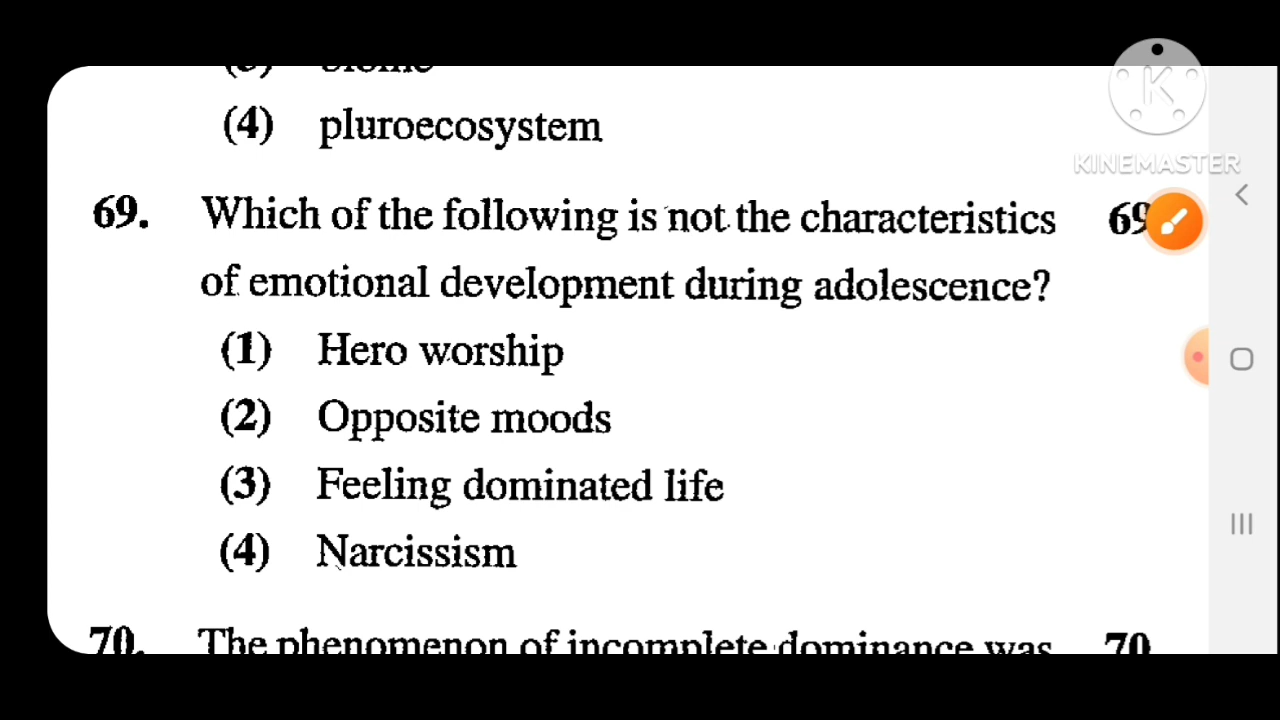 (4) pluroecosystem
KINEMASTER
69. Which of the following is not the characteristics 69
of emotional development during adolescence?
(1) Hero worship
(2) Opposite moods
(3) Feeling dominated life
(4) Narcissism
70. The phenomenon of incomplete dominance was 70